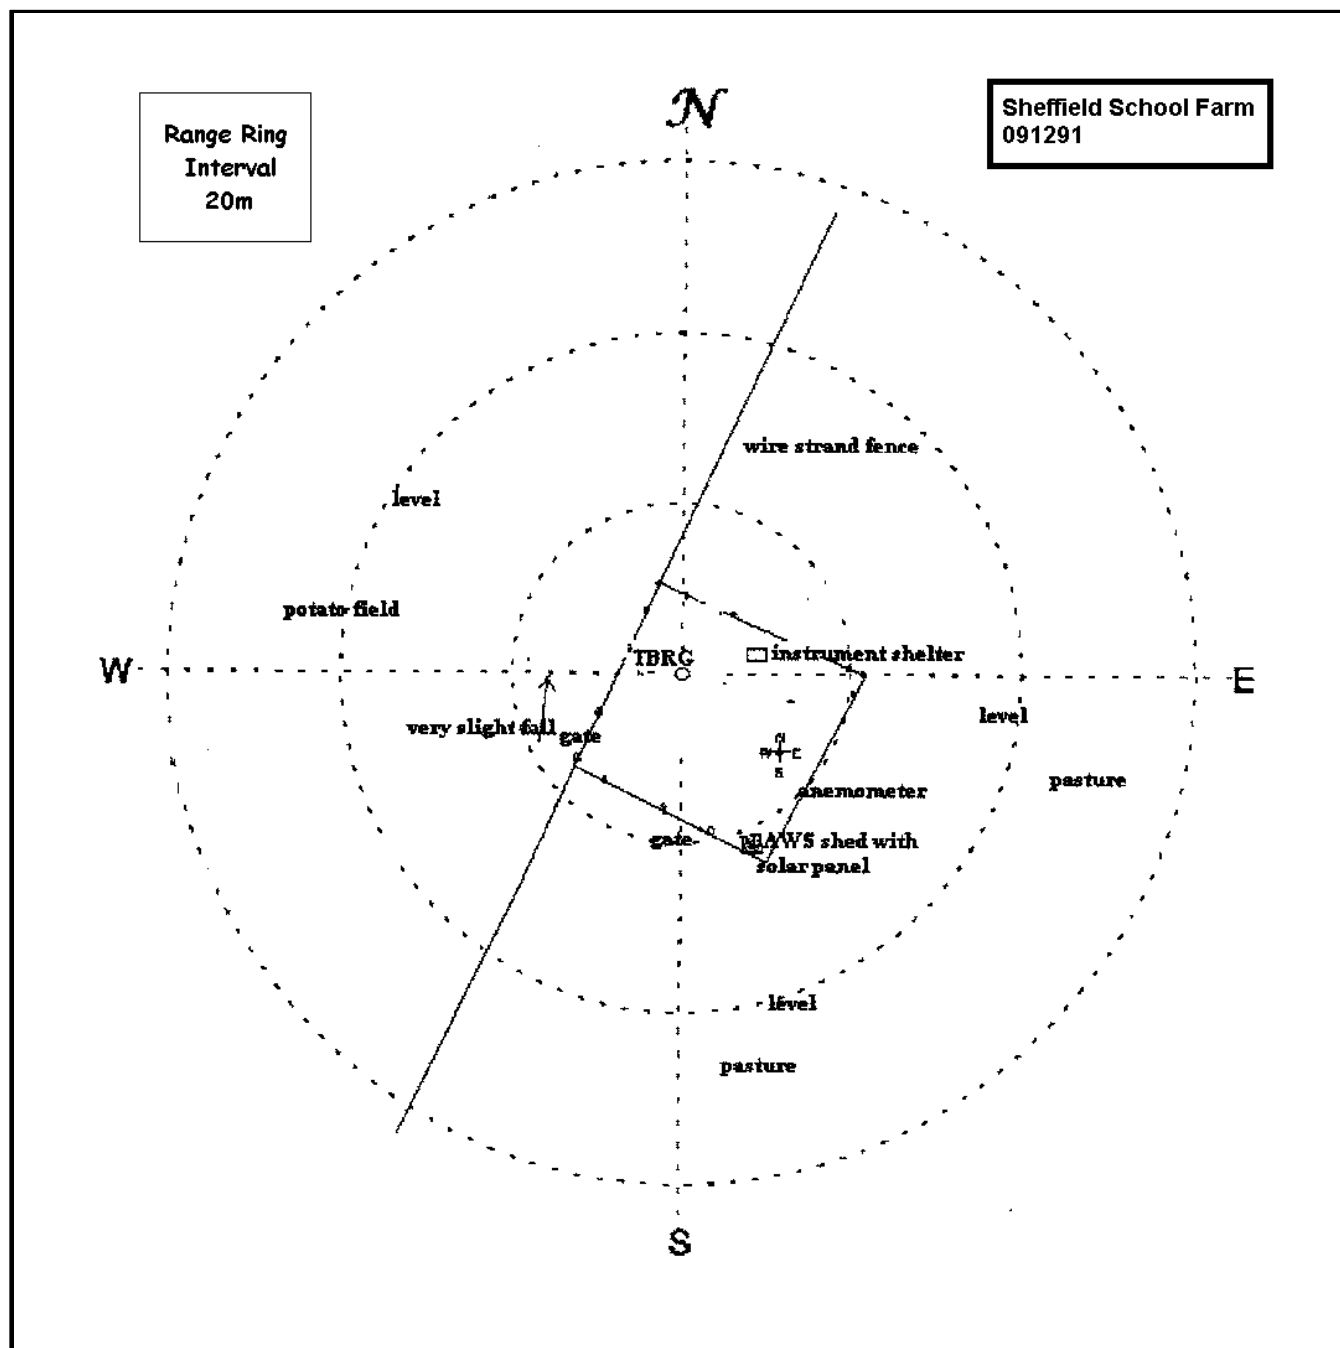 N
Range Ring
Interval
20m
Sheffield School Farm
091291
wire strand fence
level
potato field
W
TBRG
instrument shelter
E
level
very slight fall
gate
N
W E
S
pasture
anemometer
gate
AWS shed with
solar panel
level
pasture
S